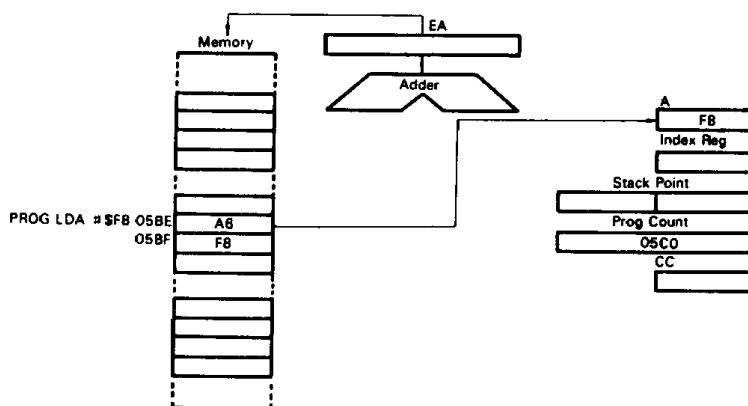 EA
Memory
Adder
A
F8
Index Reg
Stack Point
PROG LDA #$F8 05BE
A6
Prog Count
05BF
F8
05C0
CC